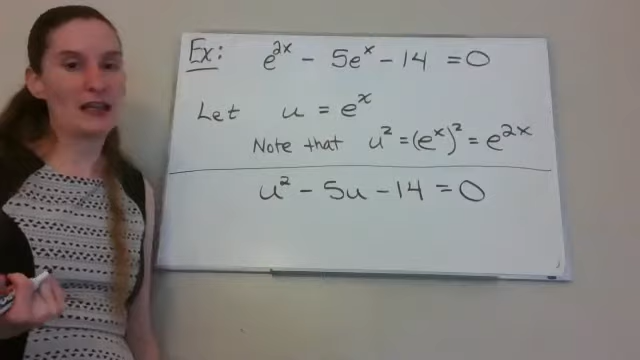 Ex: e^{2x} - 5e^x - 14 = 0
Let u = e^x
Note that u^2 = (e^x)^2 = e^{2x}
u^2 - 5u - 14 = 0